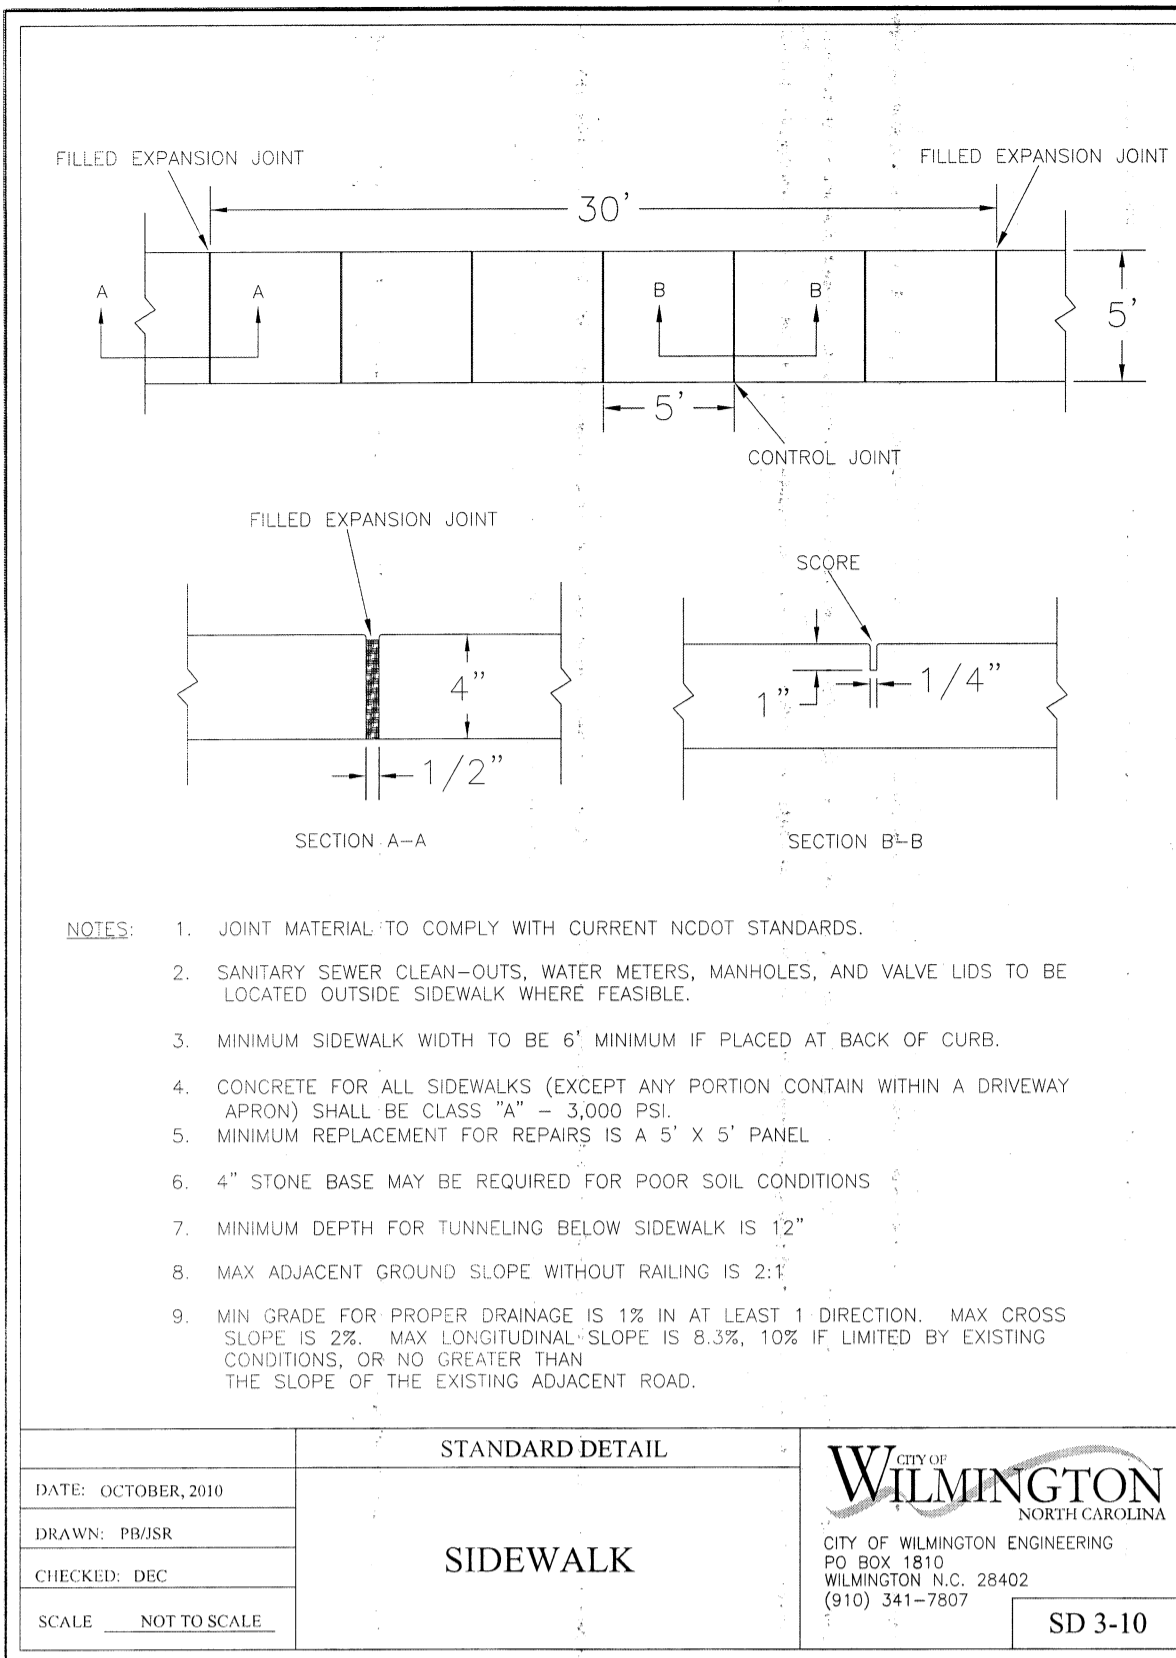 FILLED EXPANSION JOINT
FILLED EXPANSION JOINT
30'
A
A
B
B
5'
5'
CONTROL JOINT
FILLED EXPANSION JOINT
SCORE
4"
1"
1/4"
1/2"
SECTION A-A
SECTION B-B
NOTES:
1. JOINT MATERIAL TO COMPLY WITH CURRENT NCDOT STANDARDS.
2. SANITARY SEWER CLEAN-OUTS, WATER METERS, MANHOLES, AND VALVE LIDS TO BE
LOCATED OUTSIDE SIDEWALK WHERE FEASIBLE.
3. MINIMUM SIDEWALK WIDTH TO BE 6' MINIMUM IF PLACED AT BACK OF CURB.
4. CONCRETE FOR ALL SIDEWALKS (EXCEPT ANY PORTION CONTAIN WITHIN A DRIVEWAY
APRON) SHALL BE CLASS "A" - 3,000 PSI.
5. MINIMUM REPLACEMENT FOR REPAIRS IS A 5' X 5' PANEL
6. 4" STONE BASE MAY BE REQUIRED FOR POOR SOIL CONDITIONS
7. MINIMUM DEPTH FOR TUNNELING BELOW SIDEWALK IS 12"
8. MAX ADJACENT GROUND SLOPE WITHOUT RAILING IS 2:1
9. MIN GRADE FOR PROPER DRAINAGE IS 1% IN AT LEAST 1 DIRECTION. MAX CROSS
SLOPE IS 2%. MAX LONGITUDINAL SLOPE IS 8.3%, 10% IF LIMITED BY EXISTING
CONDITIONS, OR NO GREATER THAN
THE SLOPE OF THE EXISTING ADJACENT ROAD.
STANDARD DETAIL
DATE: OCTOBER, 2010
DRAWN: PB/JSR
CHECKED: DEC
SCALE NOT TO SCALE
SIDEWALK
CITY OF
WILMINGTON
NORTH CAROLINA
CITY OF WILMINGTON ENGINEERING
PO BOX 1810
WILMINGTON N.C. 28402
(910) 341-7807
SD 3-10